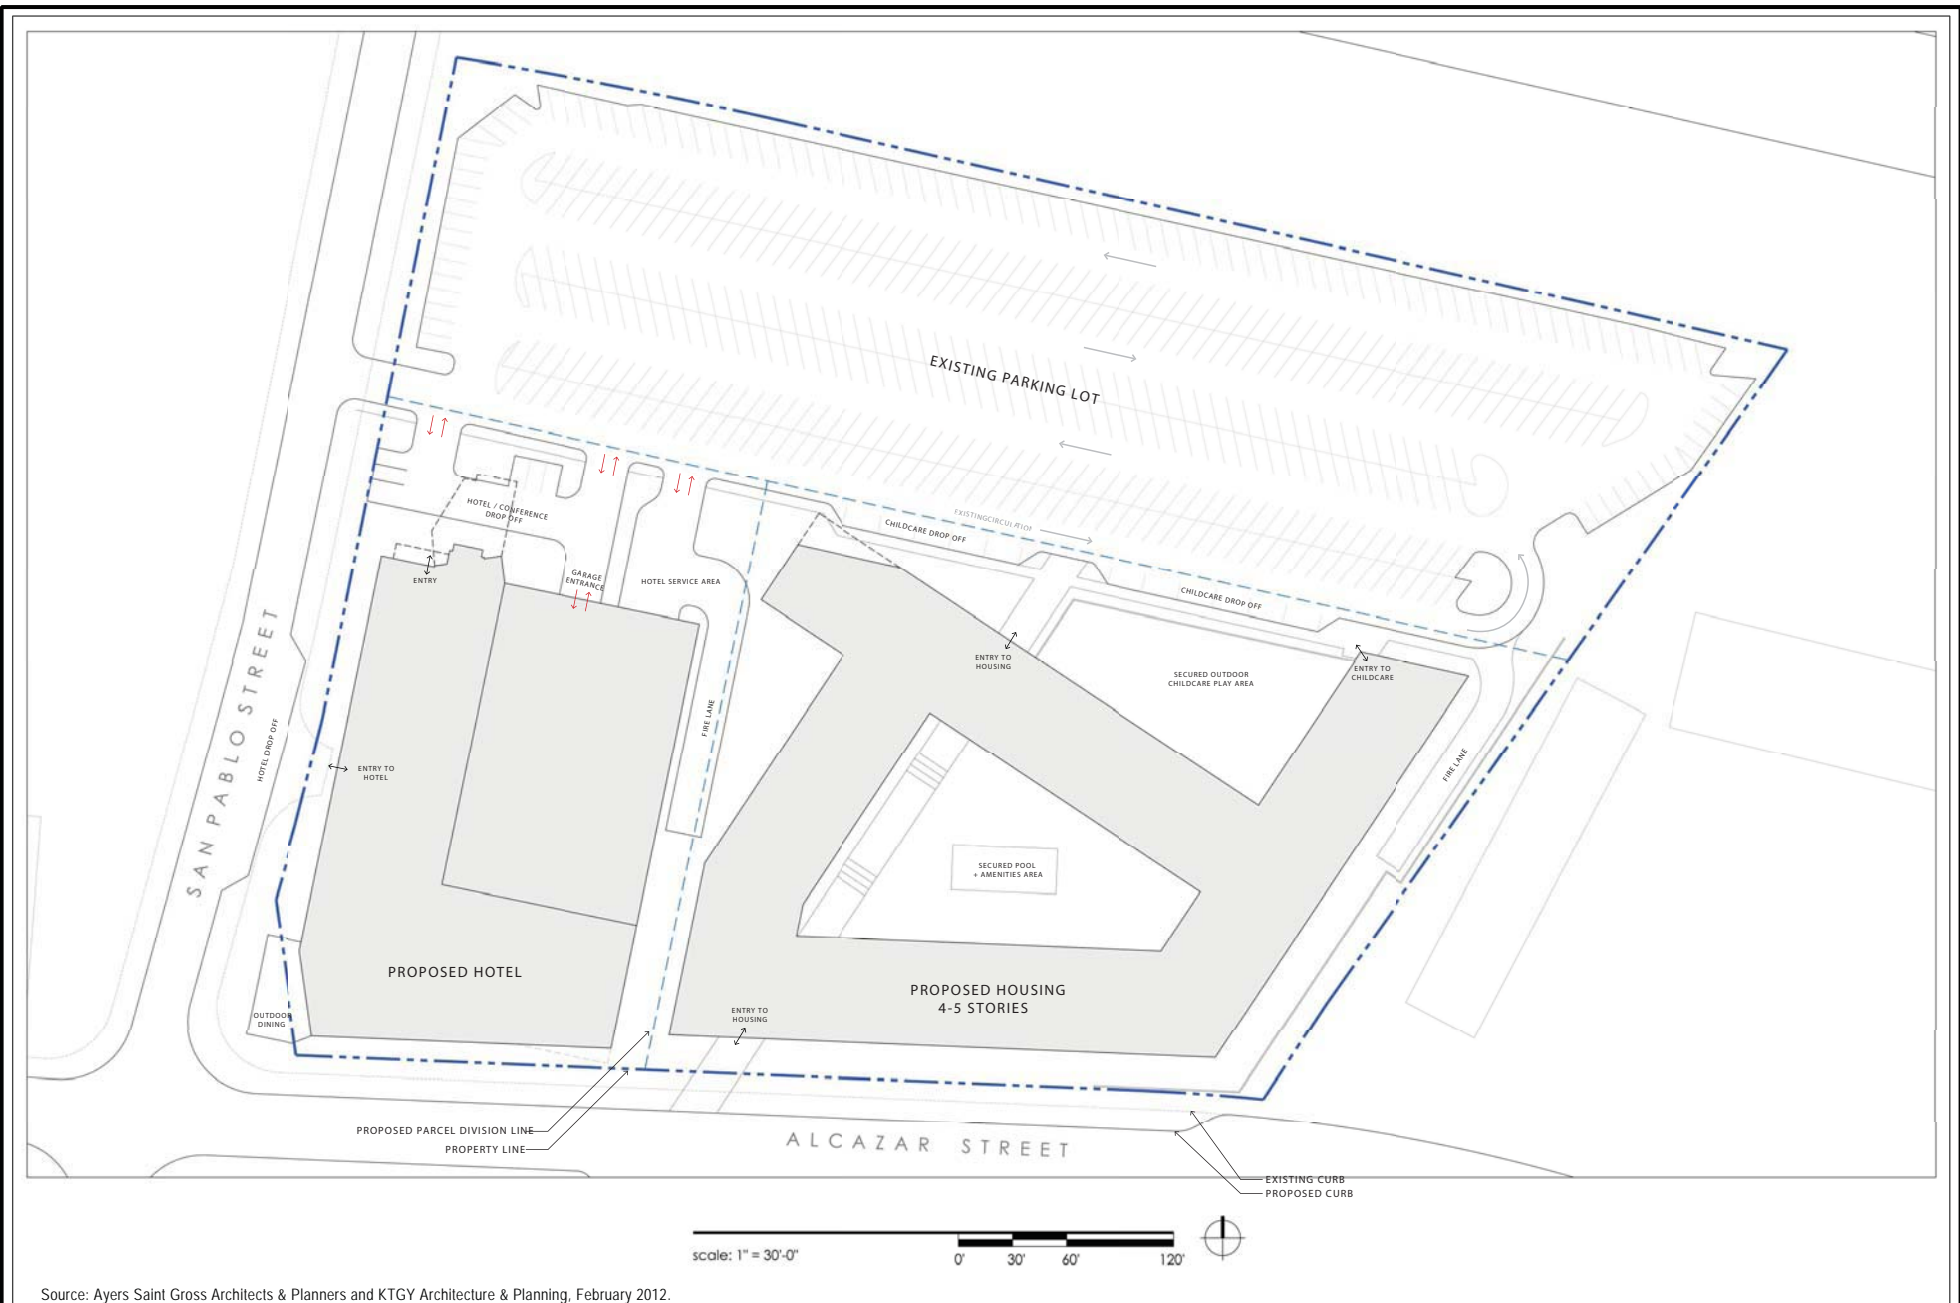 EXISTING PARKING LOT
HOTEL / CONFERENCE
DROP OFF
EXISTING CIRCULATION
CHILDCARE DROP OFF
CHILDCARE DROP OFF
ENTRY
GARAGE
ENTRANCE
HOTEL SERVICE AREA
ENTRY TO
HOUSING
SECURED OUTDOOR
CHILDCARE PLAY AREA
ENTRY TO
CHILDCARE
SAN PABLO STREET
HOTEL DROP OFF
ENTRY TO
HOTEL
FIRE LANE
FIRE LANE
SECURED POOL
+ AMENITIES AREA
PROPOSED HOTEL
PROPOSED HOUSING
4-5 STORIES
OUTDOOR
DINING
ENTRY TO
HOUSING
PROPOSED PARCEL DIVISION LINE
PROPERTY LINE
ALCAZAR STREET
EXISTING CURB
PROPOSED CURB
scale: 1" = 30'-0"
0' 30' 60' 120'
Source: Ayers Saint Gross Architects & Planners and KTGY Architecture & Planning, February 2012.